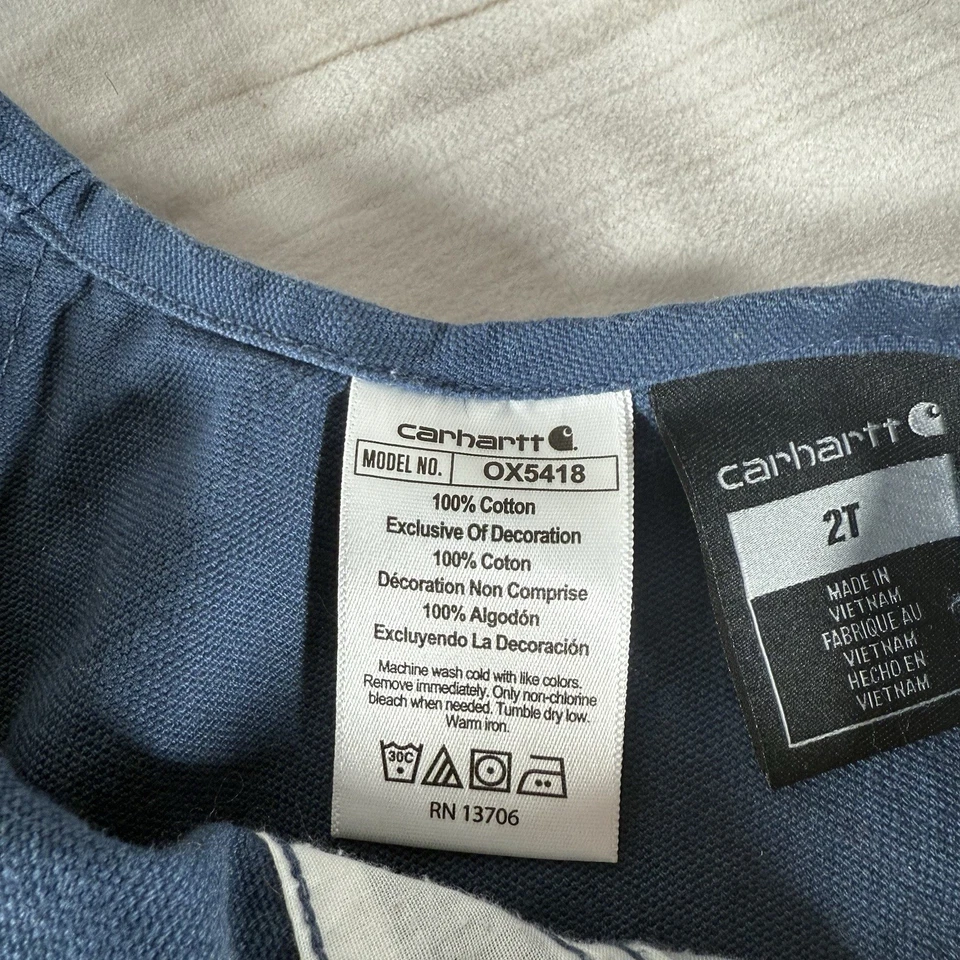 carhartt
MODEL NO. OX5418
100% Cotton
Exclusive Of Decoration
100% Coton
Décoration Non Comprise
100% Algodón
Excluyendo La Decoración
Machine wash cold with like colors.
Remove immediately. Only non-chlorine
bleach when needed. Tumble dry low.
Warm iron.
30C
RN 13706
carhartt
2T
MADE IN
VIETNAM
FABRIQUE AU
VIETNAM
HECHO EN
VIETNAM